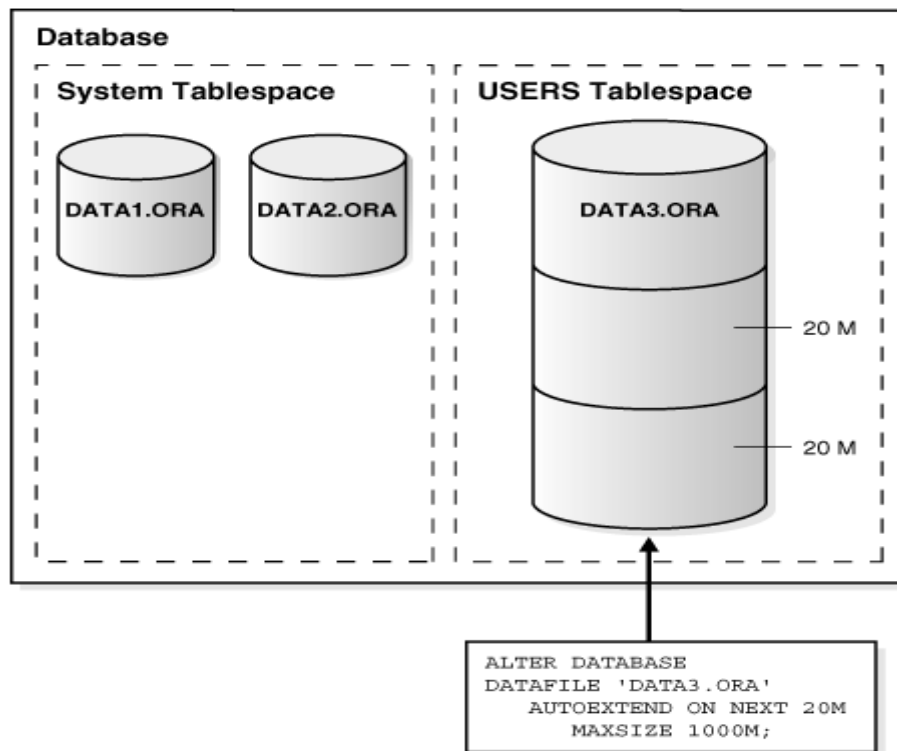 Database
System Tablespace
USERS Tablespace
DATA1.ORA
DATA2.ORA
DATA3.ORA
20 M
20 M
ALTER DATABASE
DATAFILE 'DATA3.ORA'
AUTOEXTEND ON NEXT 20M
MAXSIZE 1000M;